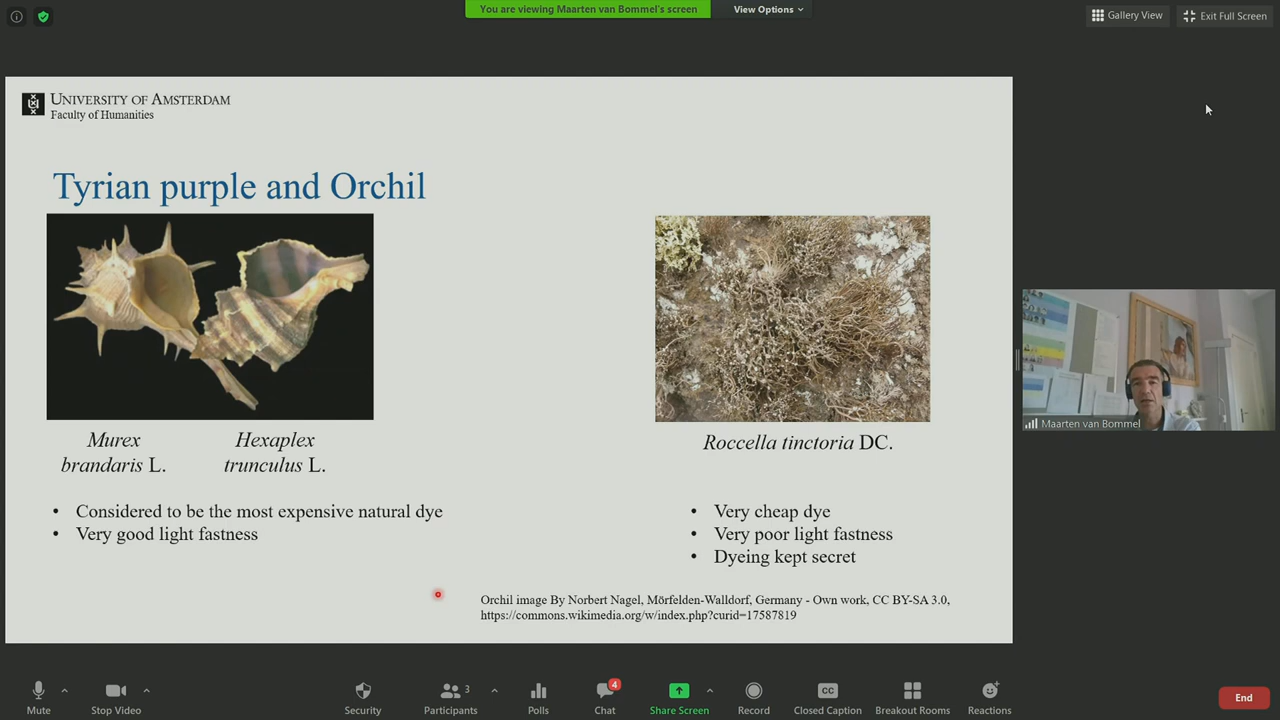 You are viewing Maarten van Bommel's screen
View Options
Gallery View
Exit Full Screen
UNIVERSITY OF AMSTERDAM
Faculty of Humanities
Tyrian purple and Orchil
Murex
brandaris L.
Hexaplex
trunculus L.
Roccella tinctoria DC.
• Considered to be the most expensive natural dye
• Very good light fastness
• Very cheap dye
• Very poor light fastness
• Dyeing kept secret
Orchil image By Norbert Nagel, Mörfelden-Walldorf, Germany - Own work, CC BY-SA 3.0,
https://commons.wikimedia.org/w/index.php?curid=17587819
Maarten van Bommel
Mute
Stop Video
Security
Participants
3
Polls
Chat
4
Share Screen
Record
CC
Closed Caption
Breakout Rooms
Reactions
End